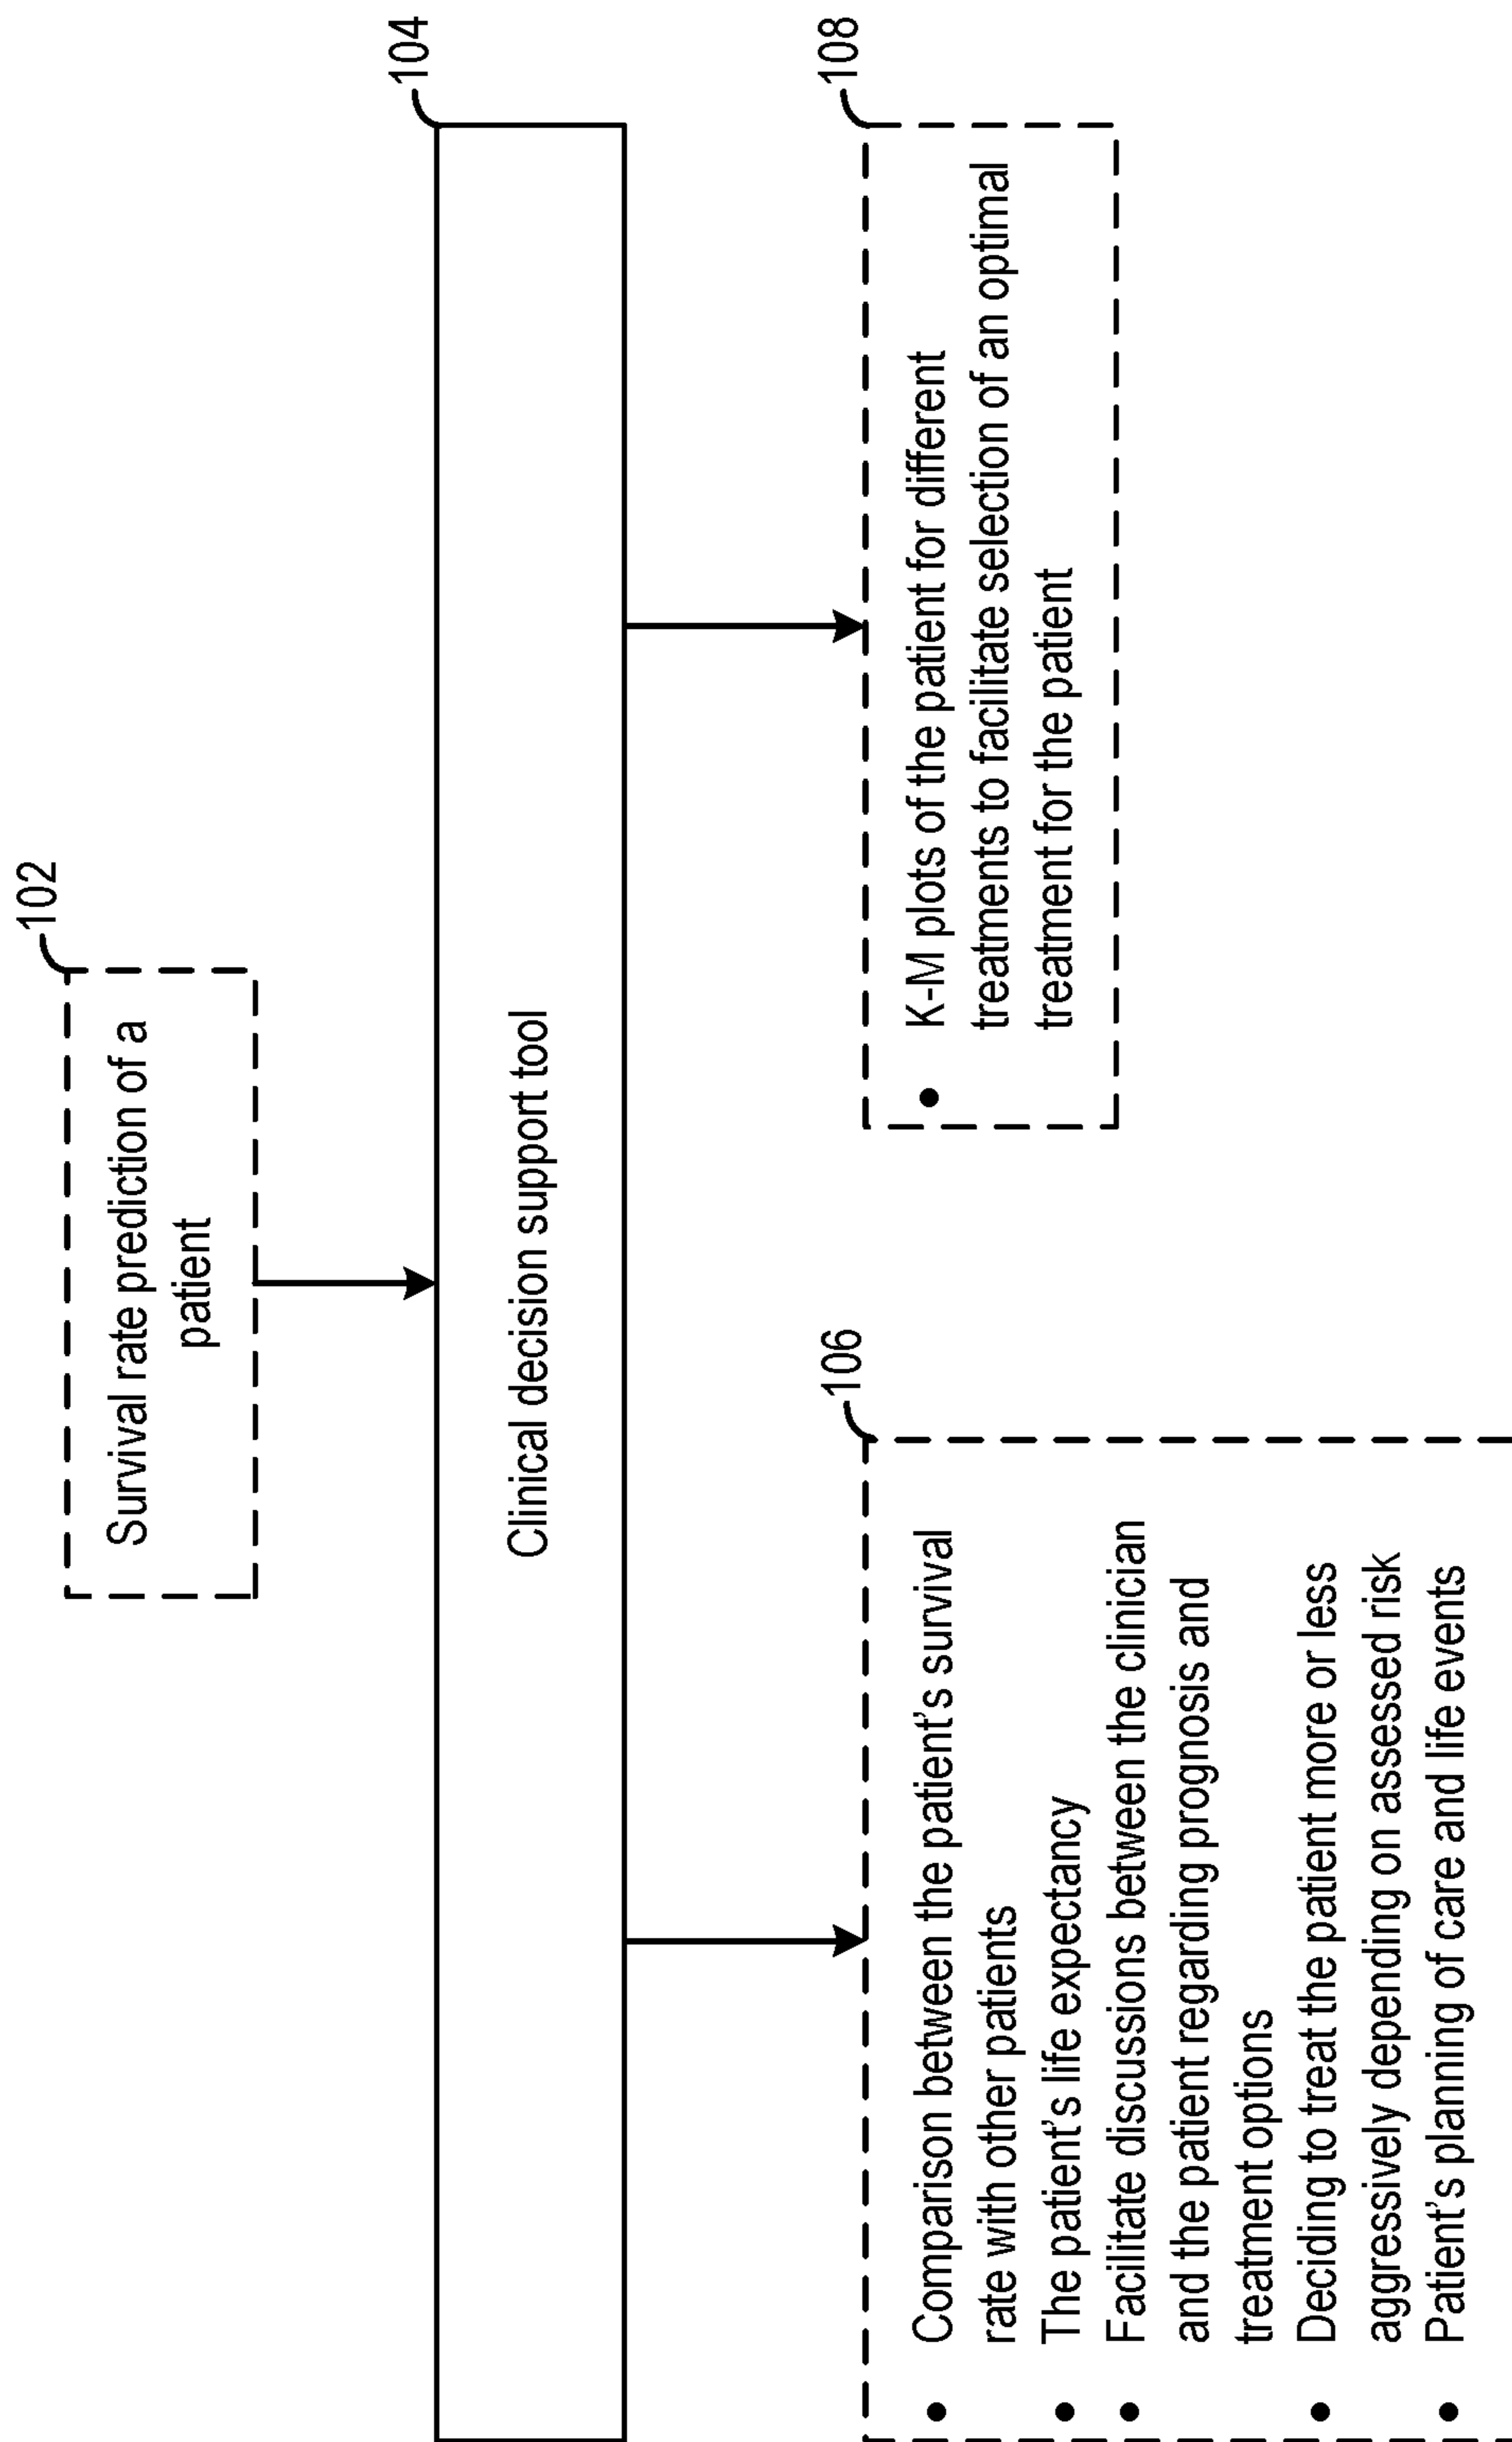 102
Survival rate prediction of a
patient
104
Clinical decision support tool
106
• Comparison between the patient's survival
rate with other patients
• The patient's life expectancy
• Facilitate discussions between the clinician
and the patient regarding prognosis and
treatment options
• Deciding to treat the patient more or less
aggressively depending on assessed risk
• Patient's planning of care and life events
108
• K-M plots of the patient for different
treatments to facilitate selection of an optimal
treatment for the patient